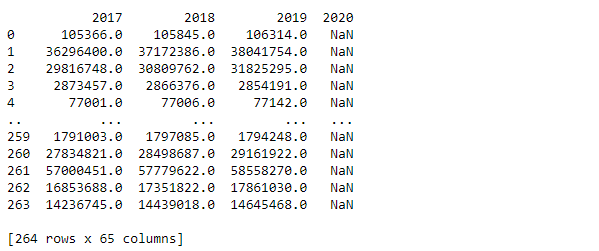 2017 2018 2019 2020
0 105366.0 105845.0 106314.0 NaN
1 36296400.0 37172386.0 38041754.0 NaN
2 29816748.0 30809762.0 31825295.0 NaN
3 2873457.0 2866376.0 2854191.0 NaN
4 77001.0 77006.0 77142.0 NaN
.. ... ... ... ...
259 1791003.0 1797085.0 1794248.0 NaN
260 27834821.0 28498687.0 29161922.0 NaN
261 57000451.0 57779622.0 58558270.0 NaN
262 16853688.0 17351822.0 17861030.0 NaN
263 14236745.0 14439018.0 14645468.0 NaN
[264 rows x 65 columns]